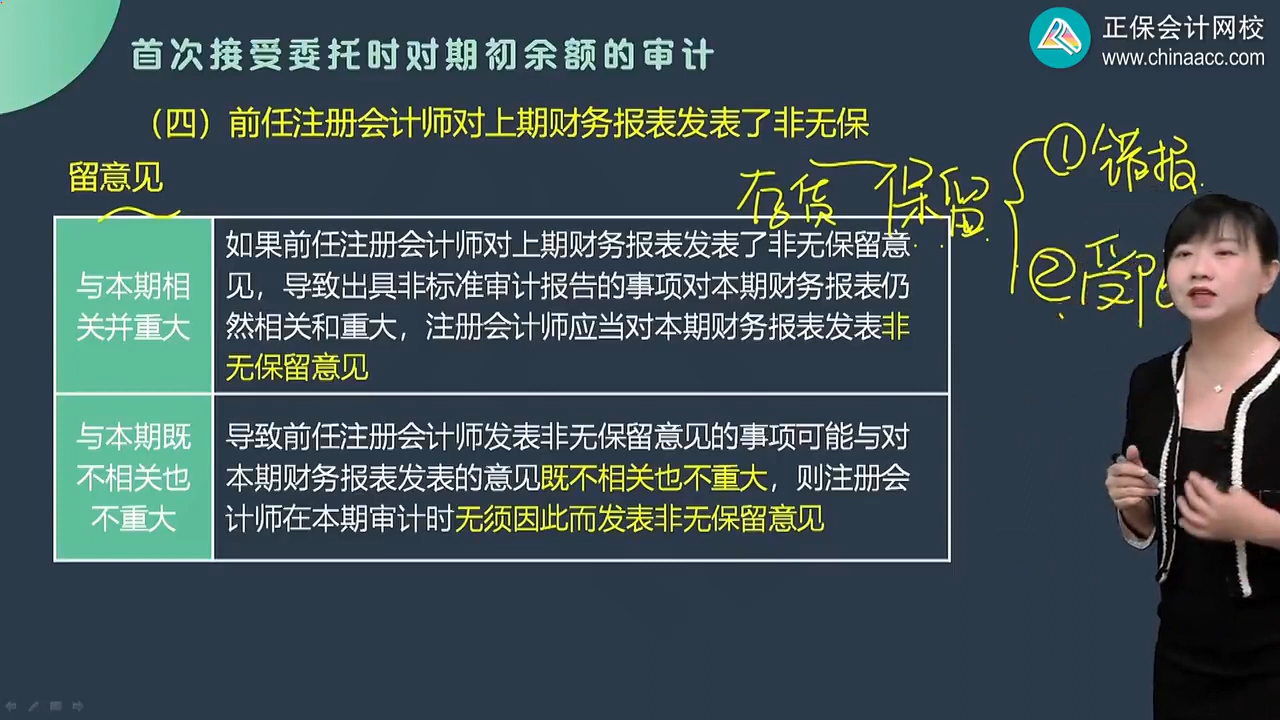 首次接受委托时对期初余额的审计
正保会计网校
www.chinaacc.com
（四）前任注册会计师对上期财务报表发表了非无保
留意见
存货 保留
①错报
②受
与本期相
关并重大
如果前任注册会计师对上期财务报表发表了非无保留意
见，导致出具非标准审计报告的事项对本期财务报表仍
然相关和重大，注册会计师应当对本期财务报表发表非
无保留意见
与本期既
不相关也
不重大
导致前任注册会计师发表非无保留意见的事项可能与对
本期财务报表发表的意见既不相关也不重大，则注册会
计师在本期审计时无须因此而发表非无保留意见